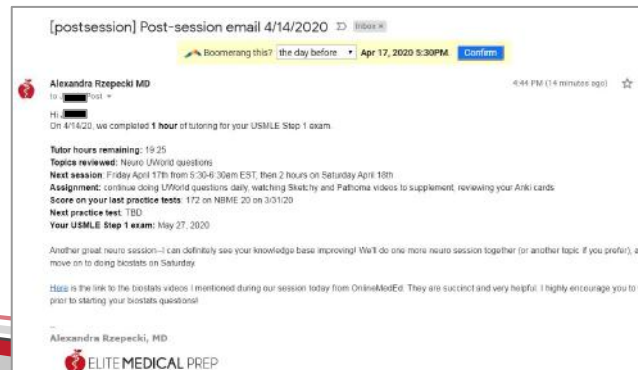 [postsession] Post-session email 4/14/2020 Inbox x
Boomerang this? the day before Apr 17, 2020 5:30PM. Confirm
Alexandra Rzepecki MD 4:44 PM (14 minutes ago)
to Post
Hi
On 4/14/20, we completed 1 hour of tutoring for your USMLE Step 1 exam.
Tutor hours remaining: 19.25
Topics reviewed: Neuro UWorld questions
Next session: Friday April 17th from 5:30-6:30am EST, then 2 hours on Saturday April 18th
Assignment: continue doing UWorld questions daily, watching Sketchy and Pathoma videos to supplement, reviewing your Anki cards
Score on your last practice tests: 172 on NBME 20 on 3/31/20
Next practice test: TBD
Your USMLE Step 1 exam: May 27, 2020
Another great neuro session--I can definitely see your knowledge base improving! We'll do one more neuro session together (or another topic if you prefer),
move on to doing biostats on Saturday.
Here is the link to the biostats videos I mentioned during our session today from OnlineMedEd. They are succinct and very helpful. I highly encourage you to
prior to starting your biostats questions!
--
Alexandra Rzepecki, MD
ELITE MEDICAL PREP